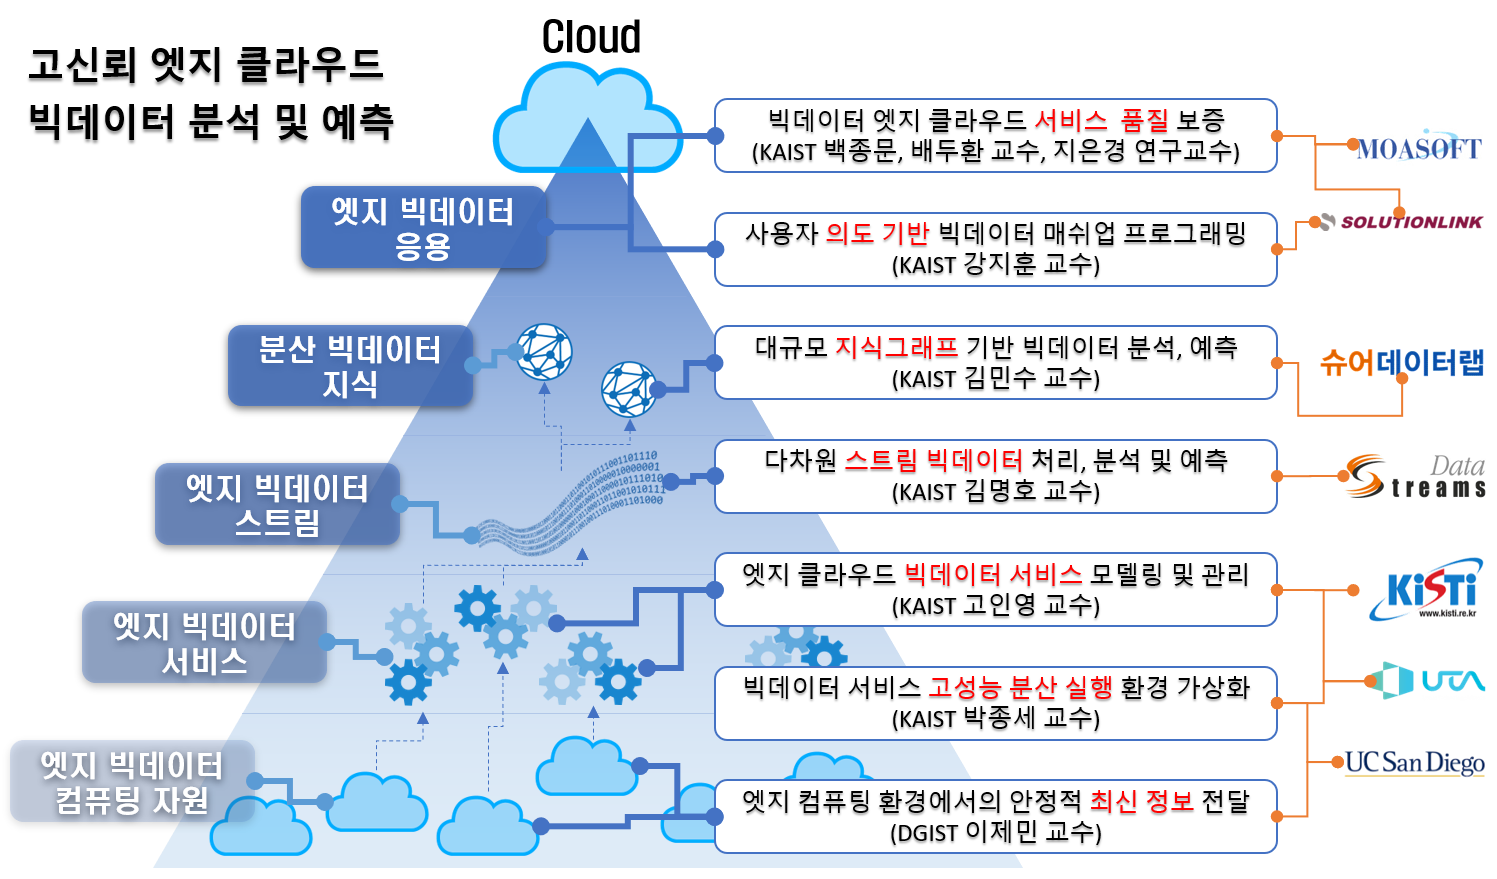 Cloud
고신뢰 엣지 클라우드
빅데이터 분석 및 예측
빅데이터 엣지 클라우드 서비스 품질 보증
(KAIST 백종문, 배두환 교수, 지은경 연구교수)
MOASOFT
엣지 빅데이터
응용
사용자 의도 기반 빅데이터 매쉬업 프로그래밍
(KAIST 강지훈 교수)
SOLUTIONLINK
분산 빅데이터
지식
대규모 지식그래프 기반 빅데이터 분석, 예측
(KAIST 김민수 교수)
슈어데이터랩
엣지 빅데이터
스트림
다차원 스트림 빅데이터 처리, 분석 및 예측
(KAIST 김명호 교수)
Data
Streams
엣지 빅데이터
서비스
엣지 클라우드 빅데이터 서비스 모델링 및 관리
(KAIST 고인영 교수)
KiSTi
www.kisti.re.kr
빅데이터 서비스 고성능 분산 실행 환경 가상화
(KAIST 박종세 교수)
UC San Diego
엣지 빅데이터
컴퓨팅 자원
엣지 컴퓨팅 환경에서의 안정적 최신 정보 전달
(DGIST 이제민 교수)